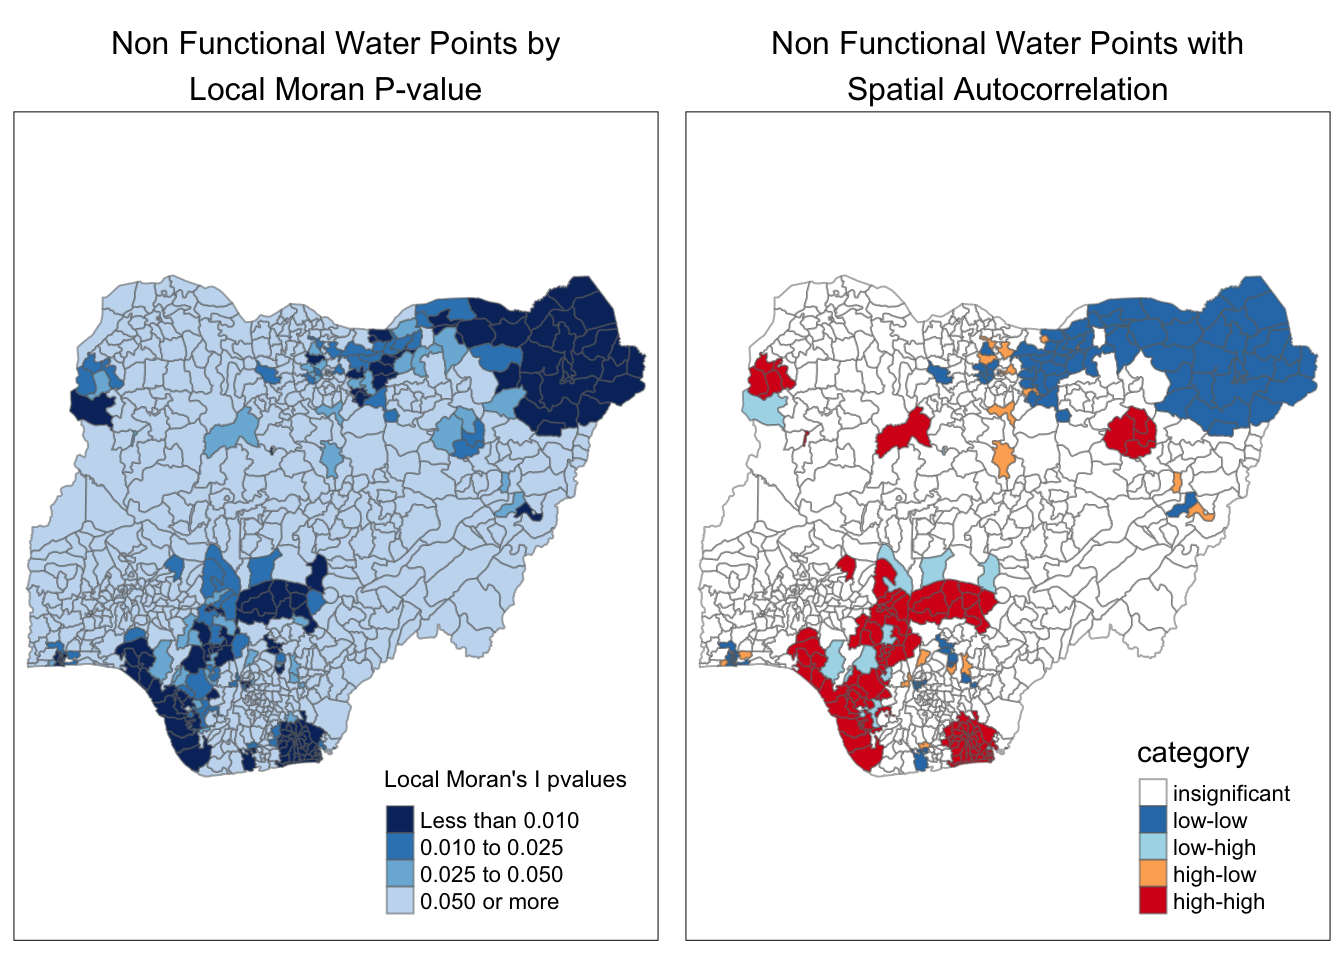 Non Functional Water Points by
Local Moran P-value
Local Moran's I pvalues
Less than 0.010
0.010 to 0.025
0.025 to 0.050
0.050 or more
Non Functional Water Points with
Spatial Autocorrelation
category
insignificant
low-low
low-high
high-low
high-high